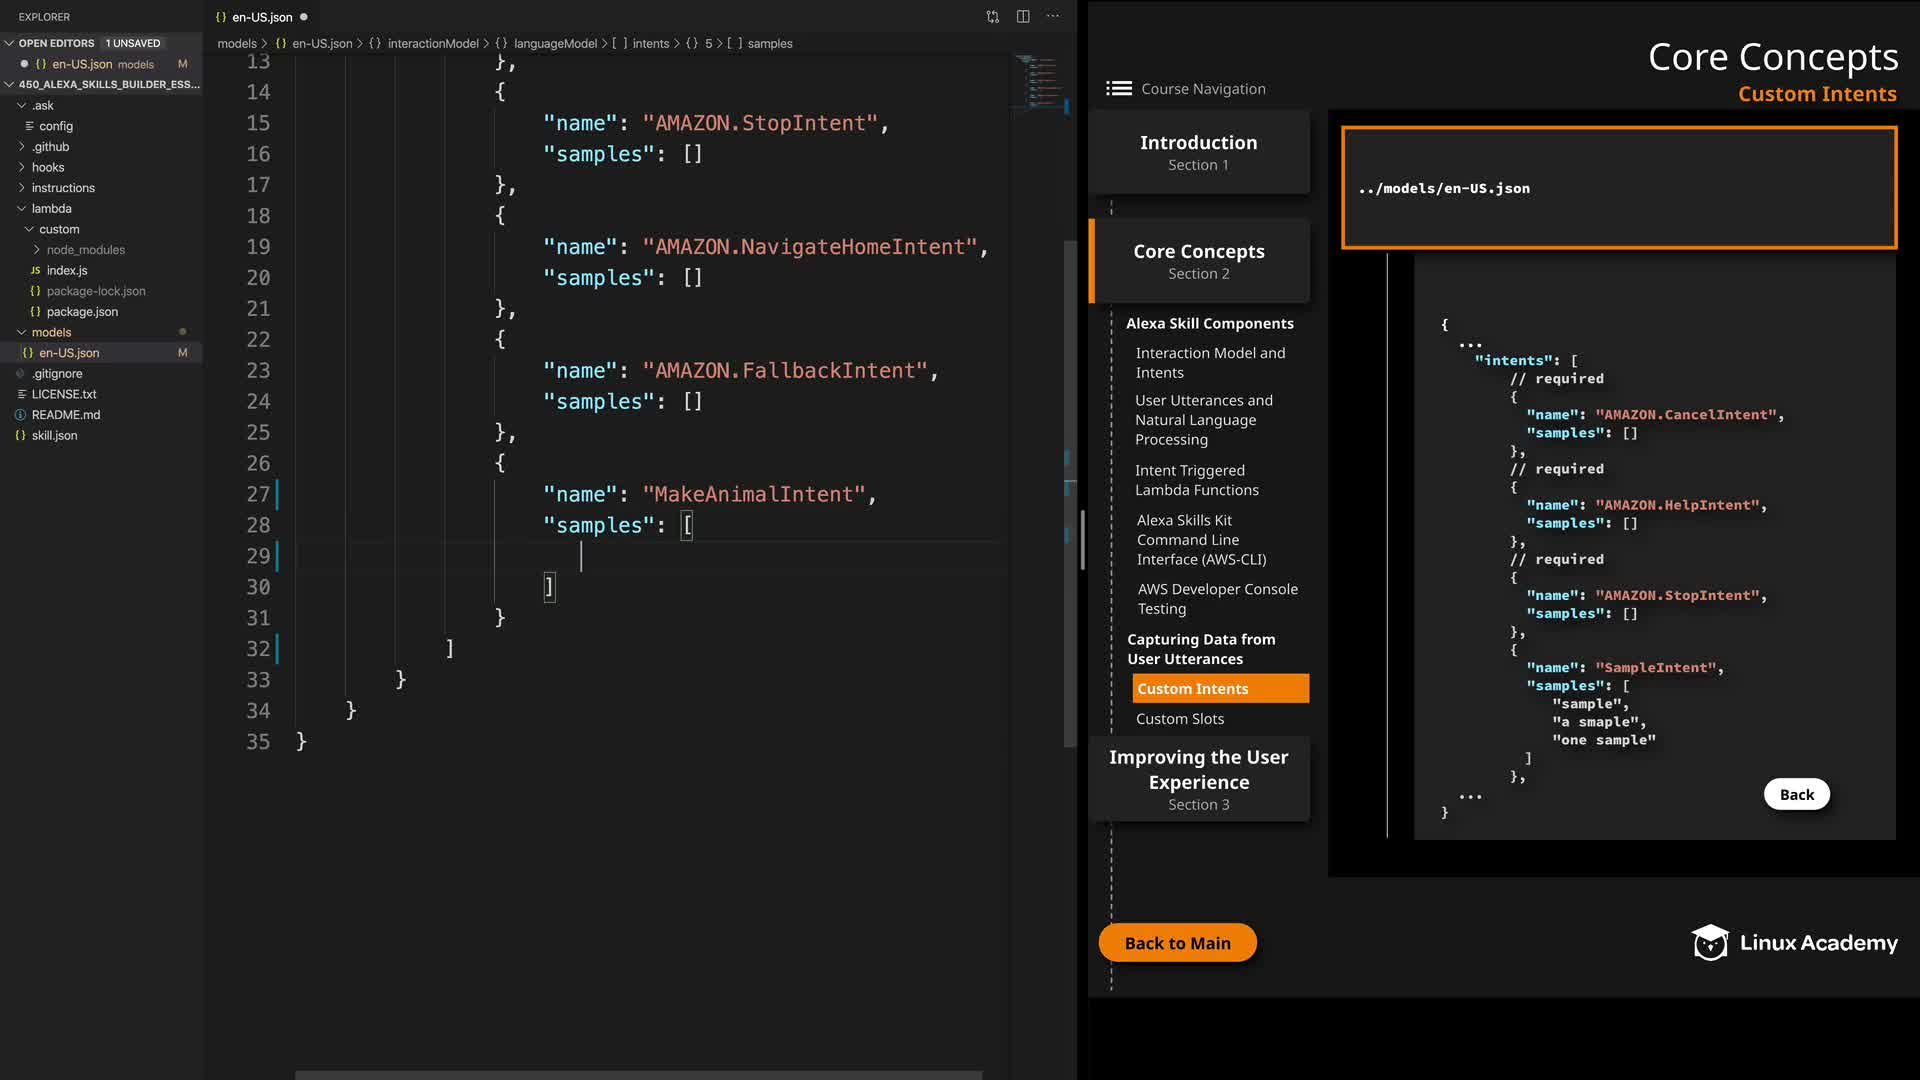 EXPLORER
OPEN EDITORS 1 UNSAVED
{} en-US.json models M
450_ALEXA_SKILLS_BUILDER_ESS...
.ask
config
.github
hooks
instructions
lambda
custom
node_modules
JS index.js
{} package-lock.json
{} package.json
models
{} en-US.json M
.gitignore
LICENSE.txt
README.md
{} skill.json
{} en-US.json
models > {} en-US.json > {} interactionModel > {} languageModel > [ ] intents > {} 5 > [ ] samples
13 },
14 {
15 "name": "AMAZON.StopIntent",
16 "samples": []
17 },
18 {
19 "name": "AMAZON.NavigateHomeIntent",
20 "samples": []
21 },
22 {
23 "name": "AMAZON.FallbackIntent",
24 "samples": []
25 },
26 {
27 "name": "MakeAnimalIntent",
28 "samples": [
29
30 ]
31 }
32 ]
33 }
34 }
35 }
Core Concepts
Custom Intents
Course Navigation
Introduction
Section 1
Core Concepts
Section 2
Alexa Skill Components
Interaction Model and
Intents
User Utterances and
Natural Language
Processing
Intent Triggered
Lambda Functions
Alexa Skills Kit
Command Line
Interface (AWS-CLI)
AWS Developer Console
Testing
Capturing Data from
User Utterances
Custom Intents
Custom Slots
Improving the User
Experience
Section 3
Back to Main
../models/en-US.json
{
...
"intents": [
// required
{
"name": "AMAZON.CancelIntent",
"samples": []
},
// required
{
"name": "AMAZON.HelpIntent",
"samples": []
},
// required
{
"name": "AMAZON.StopIntent",
"samples": []
},
{
"name": "SampleIntent",
"samples": [
"sample",
"a smaple",
"one sample"
]
},
...
}
Back
Linux Academy